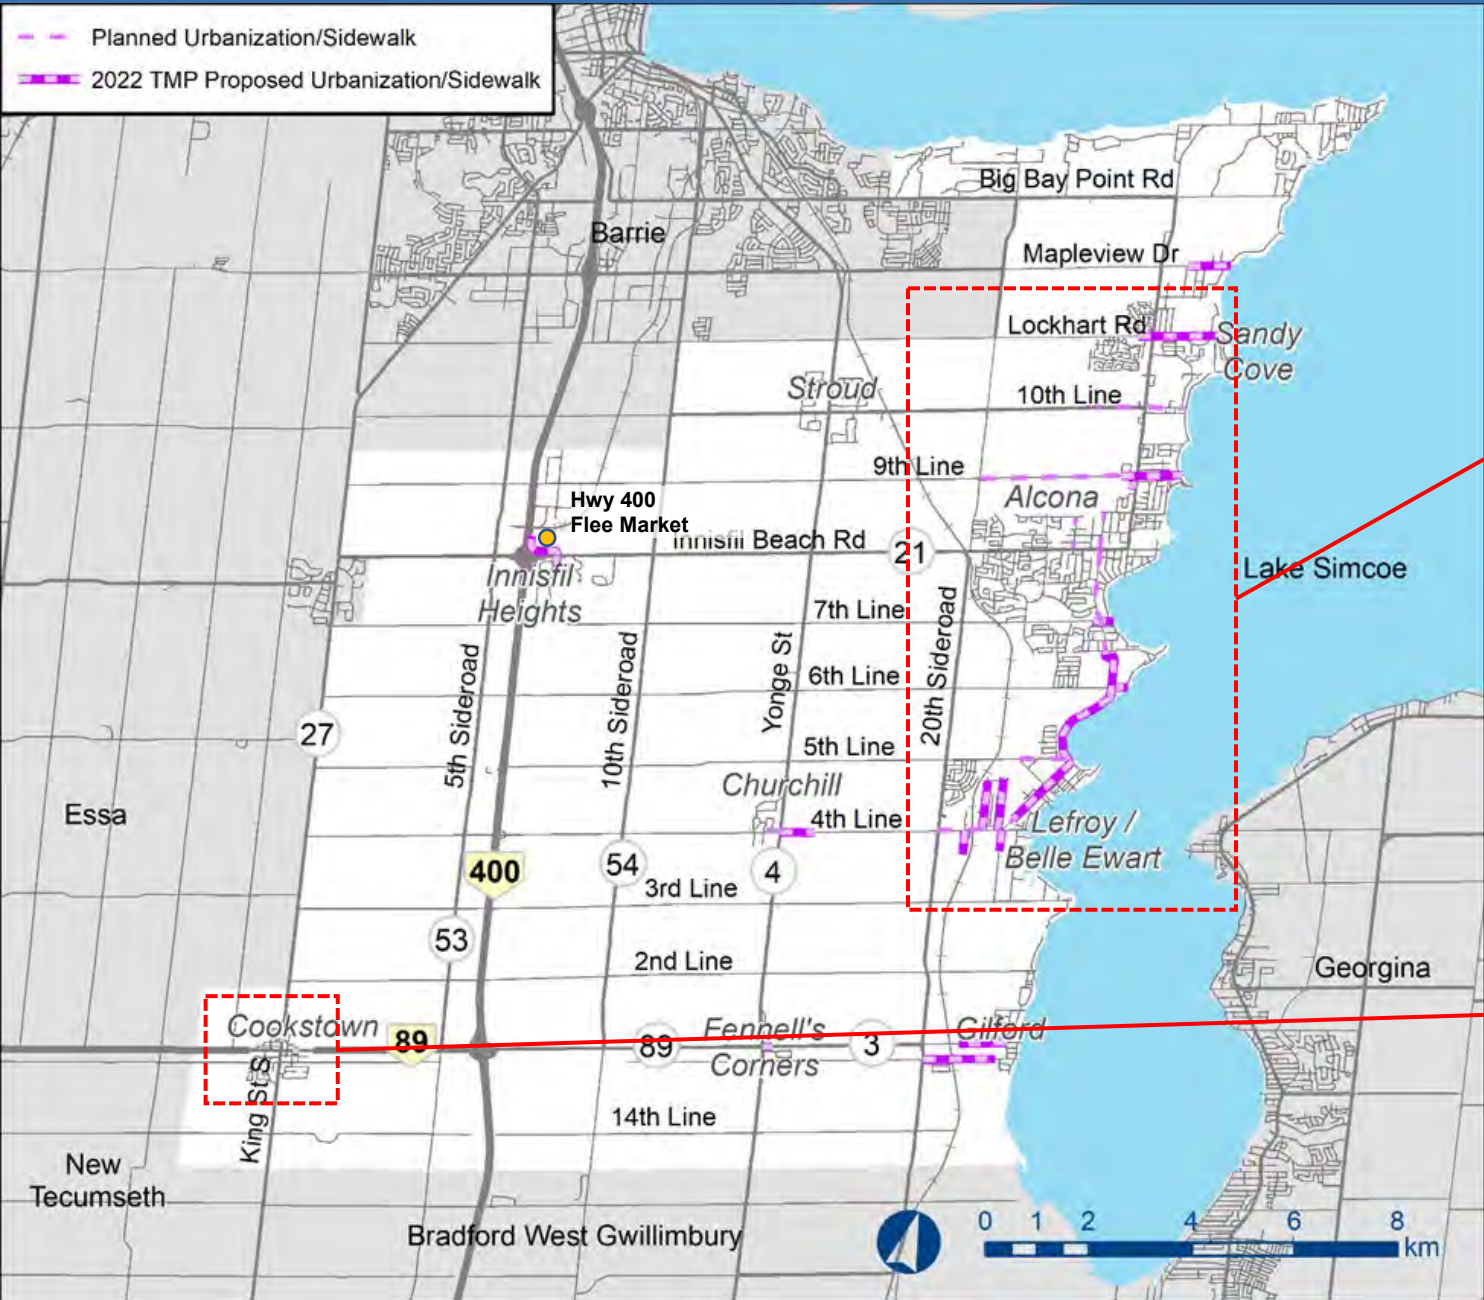 Planned Urbanization/Sidewalk
2022 TMP Proposed Urbanization/Sidewalk
Big Bay Point Rd
Barrie
Mapleview Dr
Lockhart Rd
Sandy
Cove
Stroud
10th Line
9th Line
Alcona
Hwy 400
Flee Market
Innisfil Beach Rd
21
Innisfil
Heights
Lake Simcoe
7th Line
6th Line
5th Sideroad
10th Sideroad
Yonge St
20th Sideroad
27
5th Line
Churchill
Essa
4th Line
Lefroy /
Belle Ewart
400
54
4
3rd Line
53
2nd Line
Georgina
Cookstown
89
89
Fennell's
Corners
3
Gilford
King St S
14th Line
New
Tecumseth
Bradford West Gwillimbury
0 1 2 4 6 8
km